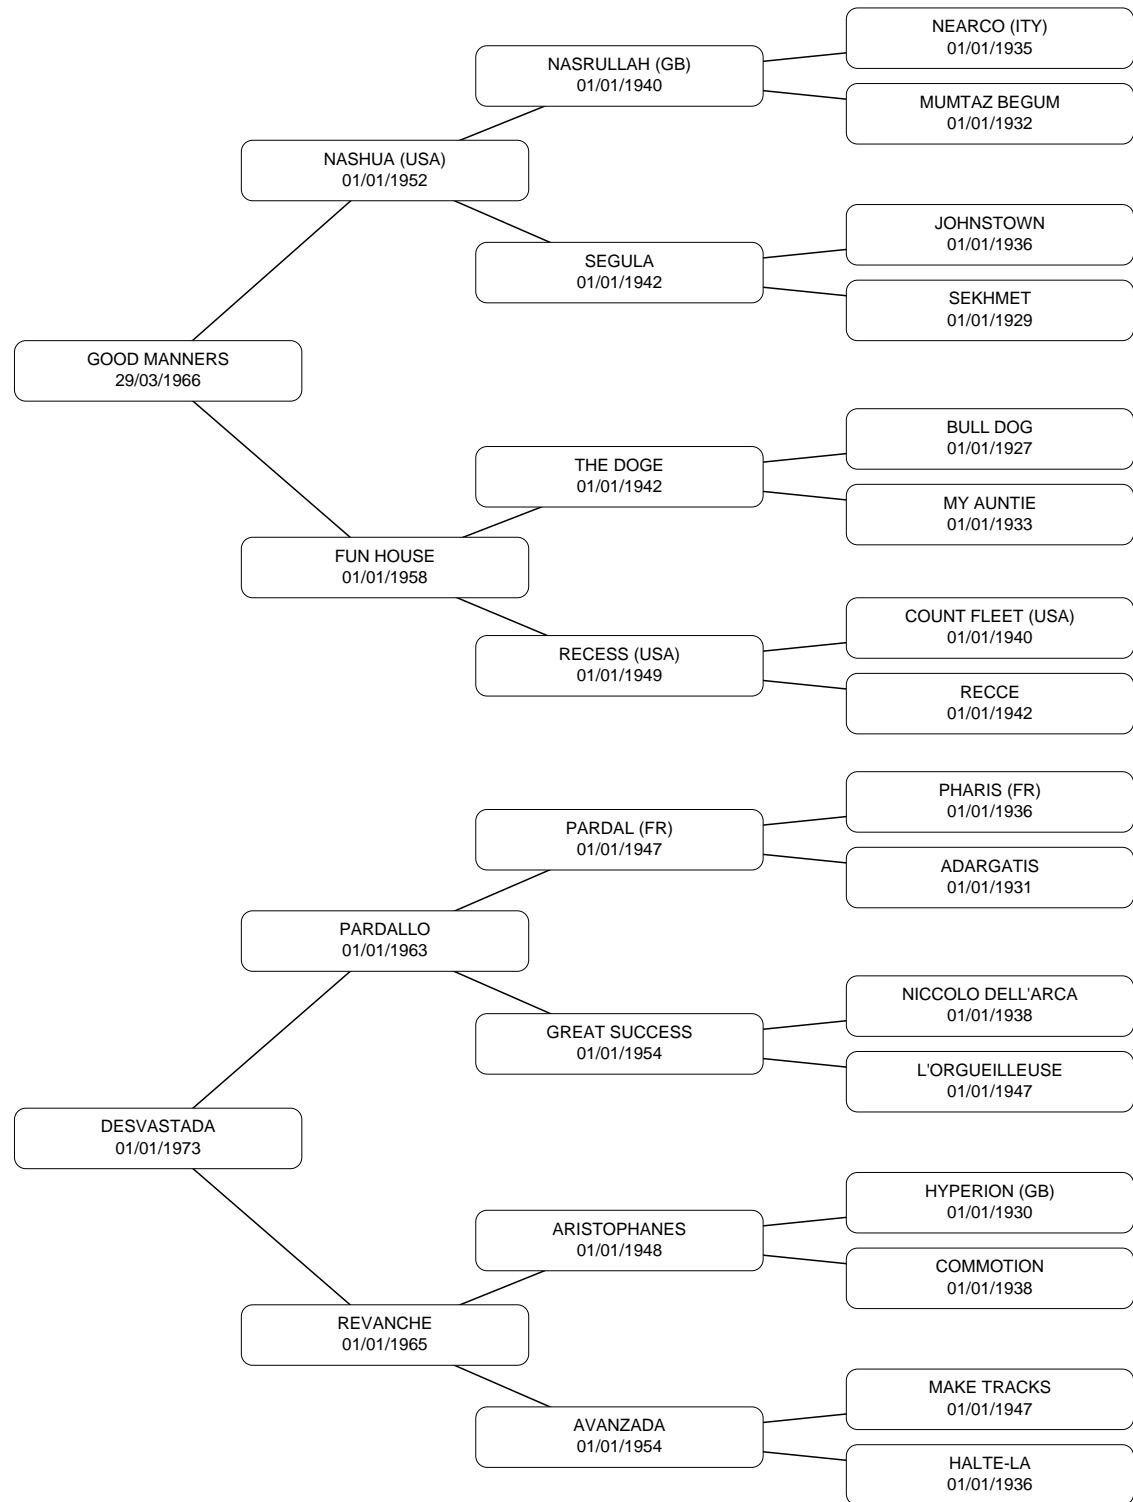 NEARCO (ITY)
01/01/1935
NASRULLAH (GB)
01/01/1940
MUMTAZ BEGUM
01/01/1932
NASHUA (USA)
01/01/1952
JOHNSTOWN
01/01/1936
SEGULA
01/01/1942
SEKHMET
01/01/1929
GOOD MANNERS
29/03/1966
BULL DOG
01/01/1927
THE DOGE
01/01/1942
MY AUNTIE
01/01/1933
FUN HOUSE
01/01/1958
COUNT FLEET (USA)
01/01/1940
RECESS (USA)
01/01/1949
RECCE
01/01/1942
PHARIS (FR)
01/01/1936
PARDAL (FR)
01/01/1947
ADARGATIS
01/01/1931
PARDALLO
01/01/1963
NICCOLO DELL'ARCA
01/01/1938
GREAT SUCCESS
01/01/1954
L'ORGUEILLEUSE
01/01/1947
DESVASTADA
01/01/1973
HYPERION (GB)
01/01/1930
ARISTOPHANES
01/01/1948
COMMOTION
01/01/1938
REVANCHE
01/01/1965
MAKE TRACKS
01/01/1947
AVANZADA
01/01/1954
HALTE-LA
01/01/1936